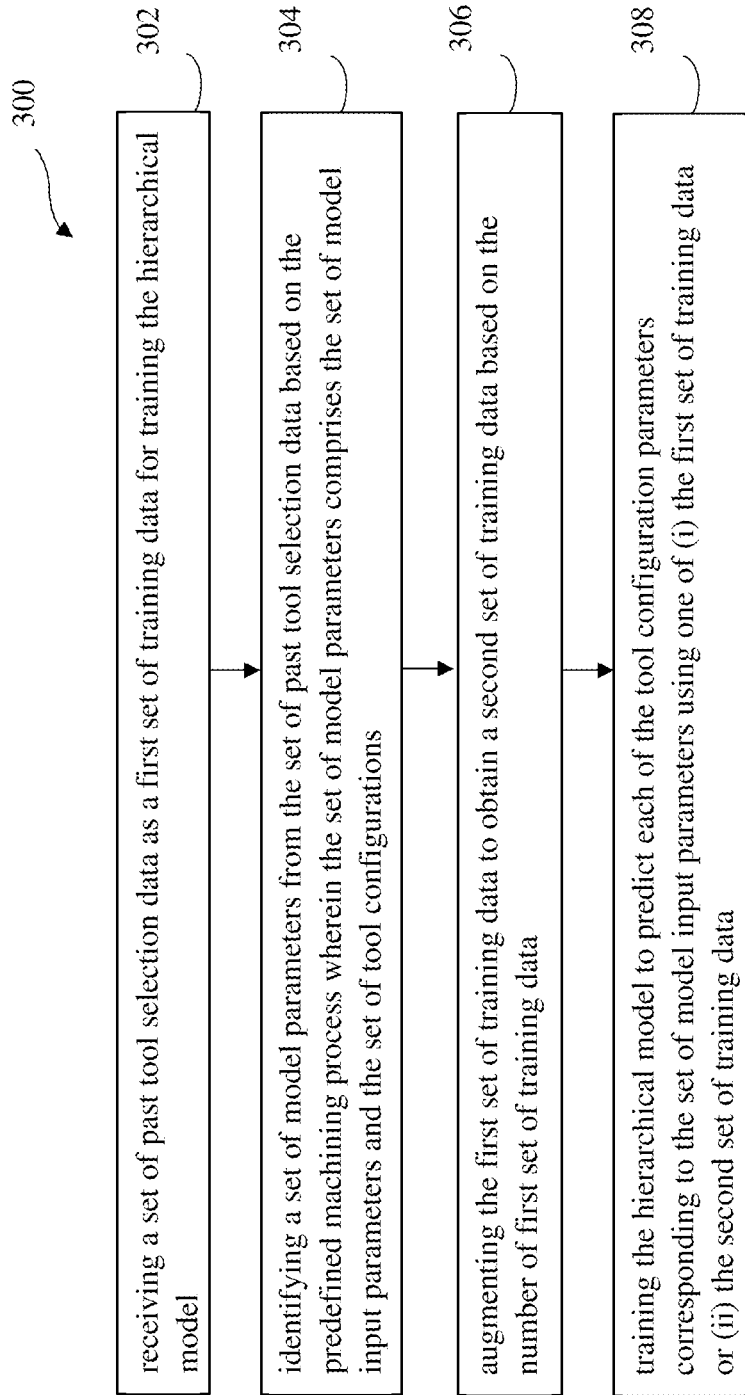 300
receiving a set of past tool selection data as a first set of training data for training the hierarchical
model
302
identifying a set of model parameters from the set of past tool selection data based on the
predefined machining process wherein the set of model parameters comprises the set of model
input parameters and the set of tool configurations
304
augmenting the first set of training data to obtain a second set of training data based on the
number of first set of training data
306
training the hierarchical model to predict each of the tool configuration parameters
corresponding to the set of model input parameters using one of (i) the first set of training data
or (ii) the second set of training data
308